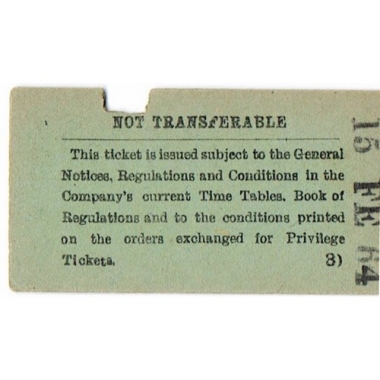 NOT TRANSFERABLE
This ticket is issued subject to the General
Notices, Regulations and Conditions in the
Company's current Time Tables. Book of
Regulations and to the conditions printed
on the orders exchanged for Privilege
Tickets. 3)
15 FE 64